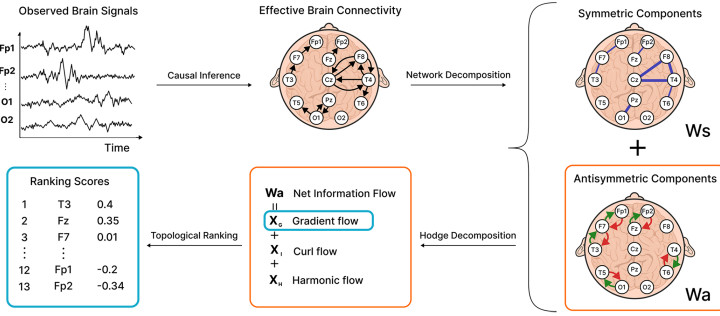 Observed Brain Signals
Fp1
Fp2
⋮
O1
O2
Time
Causal Inference
Effective Brain Connectivity
Fp1 Fp2
F7 Fz F8
T3 Cz T4
T5 Pz T6
O1 O2
Network Decomposition
Symmetric Components
Fp1 Fp2
F7 Fz F8
T3 Cz T4
T5 Pz T6
O1 O2
Ws
+
Antisymmetric Components
Fp1 Fp2
F7 Fz F8
T3 Cz T4
T5 Pz T6
O1 O2
Wa
Hodge Decomposition
Wa Net Information Flow
=
X_G Gradient flow
+
X_I Curl flow
+
X_H Harmonic flow
Topological Ranking
Ranking Scores
1 T3 0.4
2 Fz 0.35
3 F7 0.01
⋮ ⋮
12 Fp1 -0.2
13 Fp2 -0.34